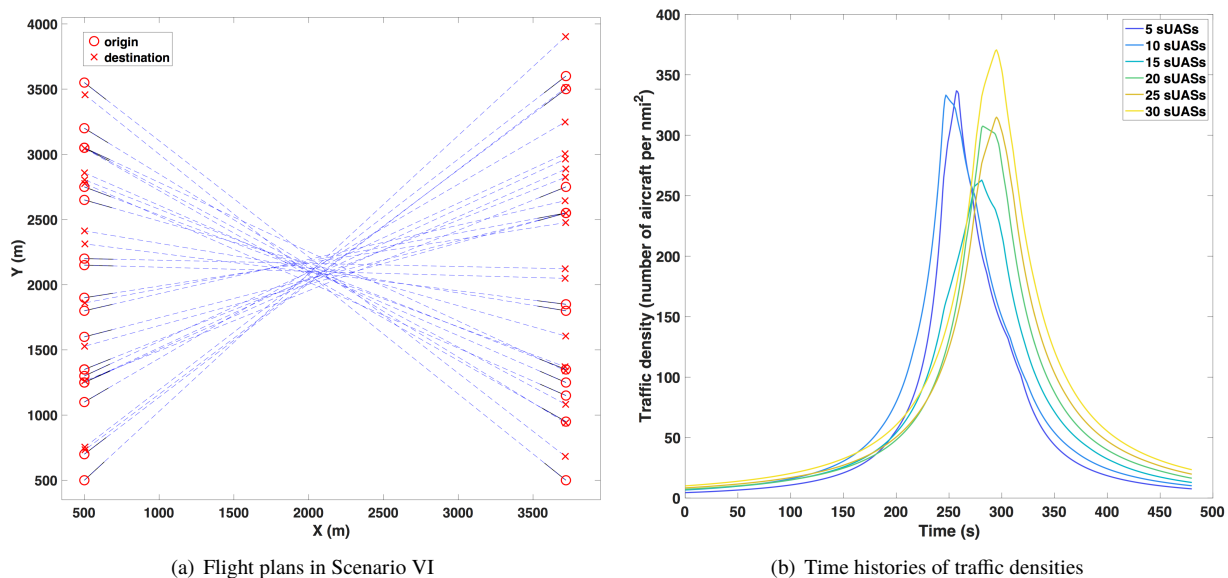 4000
3500
3000
2500
2000
1500
1000
500
Y (m)
origin
destination
500
1000
1500
2000
2500
3000
3500
X (m)
(a) Flight plans in Scenario VI
400
350
300
250
200
150
100
50
0
Traffic density (number of aircraft per nmi²)
5 sUASs
10 sUASs
15 sUASs
20 sUASs
25 sUASs
30 sUASs
0
50
100
150
200
250
300
350
400
450
500
Time (s)
(b) Time histories of traffic densities